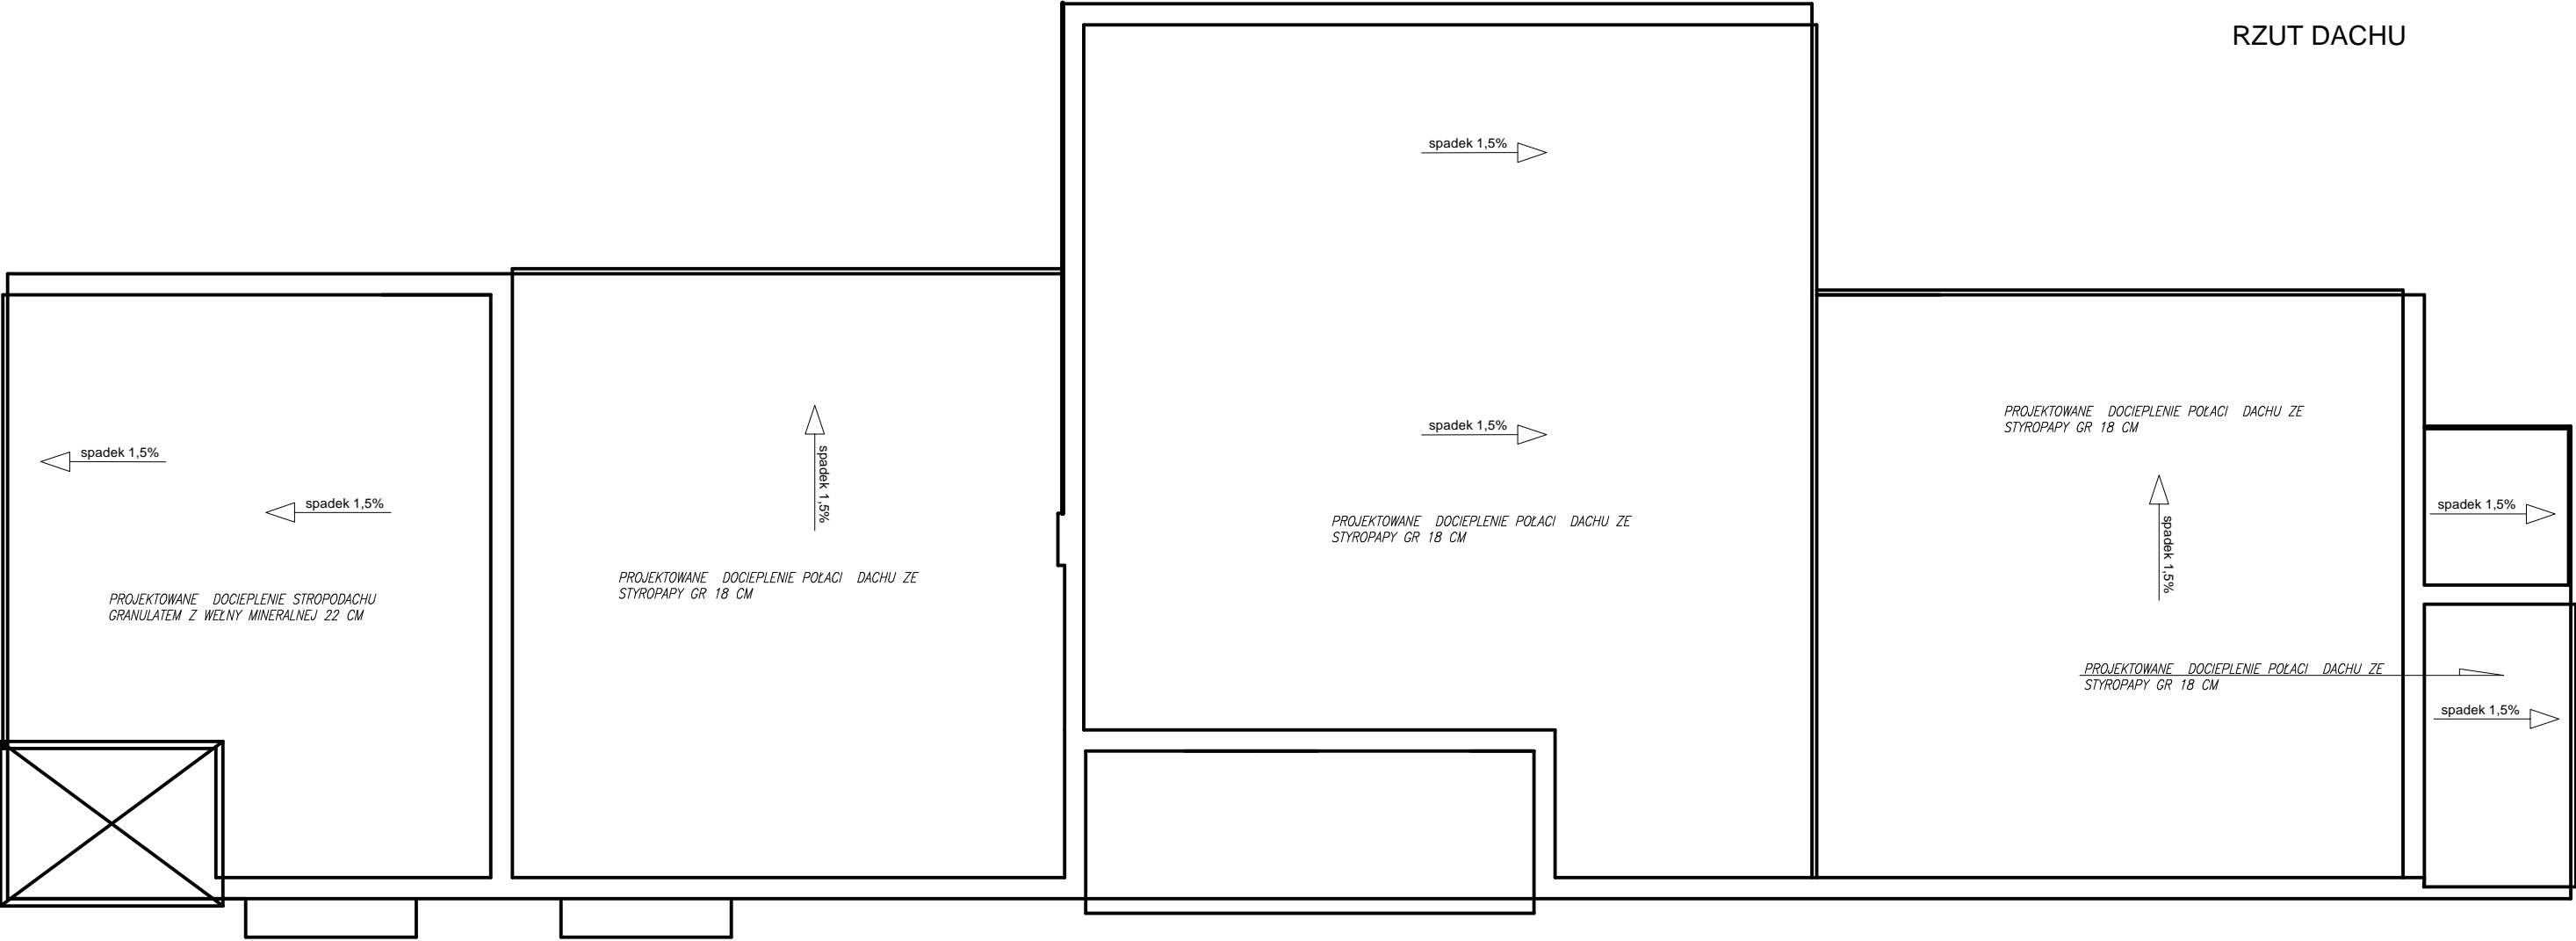 RZUT DACHU
spadek 1,5%
spadek 1,5%
spadek 1,5%
spadek 1,5%
PROJEKTOWANE DOCIEPLENIE STROPODACHU
GRANULATEM Z WEŁNY MINERALNEJ 22 CM
spadek 1,5%
PROJEKTOWANE DOCIEPLENIE POŁACI DACHU ZE
STYROPAPY GR 18 CM
PROJEKTOWANE DOCIEPLENIE POŁACI DACHU ZE
STYROPAPY GR 18 CM
PROJEKTOWANE DOCIEPLENIE POŁACI DACHU ZE
STYROPAPY GR 18 CM
spadek 1,5%
spadek 1,5%
PROJEKTOWANE DOCIEPLENIE POŁACI DACHU ZE
STYROPAPY GR 18 CM
spadek 1,5%